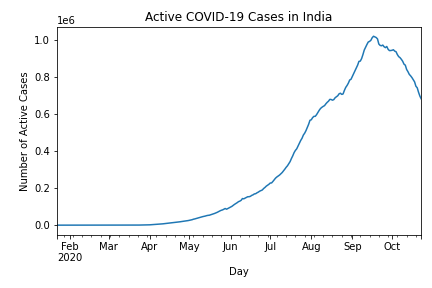 Active COVID-19 Cases in India
1e6
1.0
0.8
0.6
0.4
0.2
0.0
Number of Active Cases
Feb Mar Apr May Jun Jul Aug Sep Oct
2020
Day